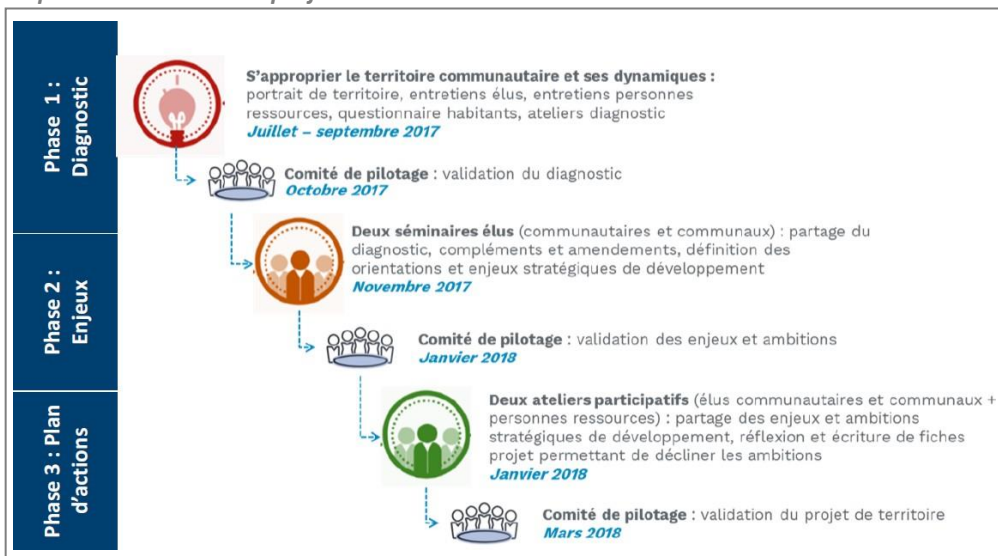 Phase 1 :
Diagnostic
S'approprier le territoire communautaire et ses dynamiques :
portrait de territoire, entretiens élus, entretiens personnes
ressources, questionnaire habitants, ateliers diagnostic
Juillet – septembre 2017
Comité de pilotage : validation du diagnostic
Octobre 2017
Phase 2 :
Enjeux
Deux séminaires élus (communautaires et communaux) : partage du
diagnostic, compléments et amendements, définition des
orientations et enjeux stratégiques de développement
Novembre 2017
Comité de pilotage : validation des enjeux et ambitions
Janvier 2018
Phase 3 : Plan
d'actions
Deux ateliers participatifs (élus communautaires et communaux +
personnes ressources) : partage des enjeux et ambitions
stratégiques de développement, réflexion et écriture de fiches
projet permettant de décliner les ambitions
Janvier 2018
Comité de pilotage : validation du projet de territoire
Mars 2018